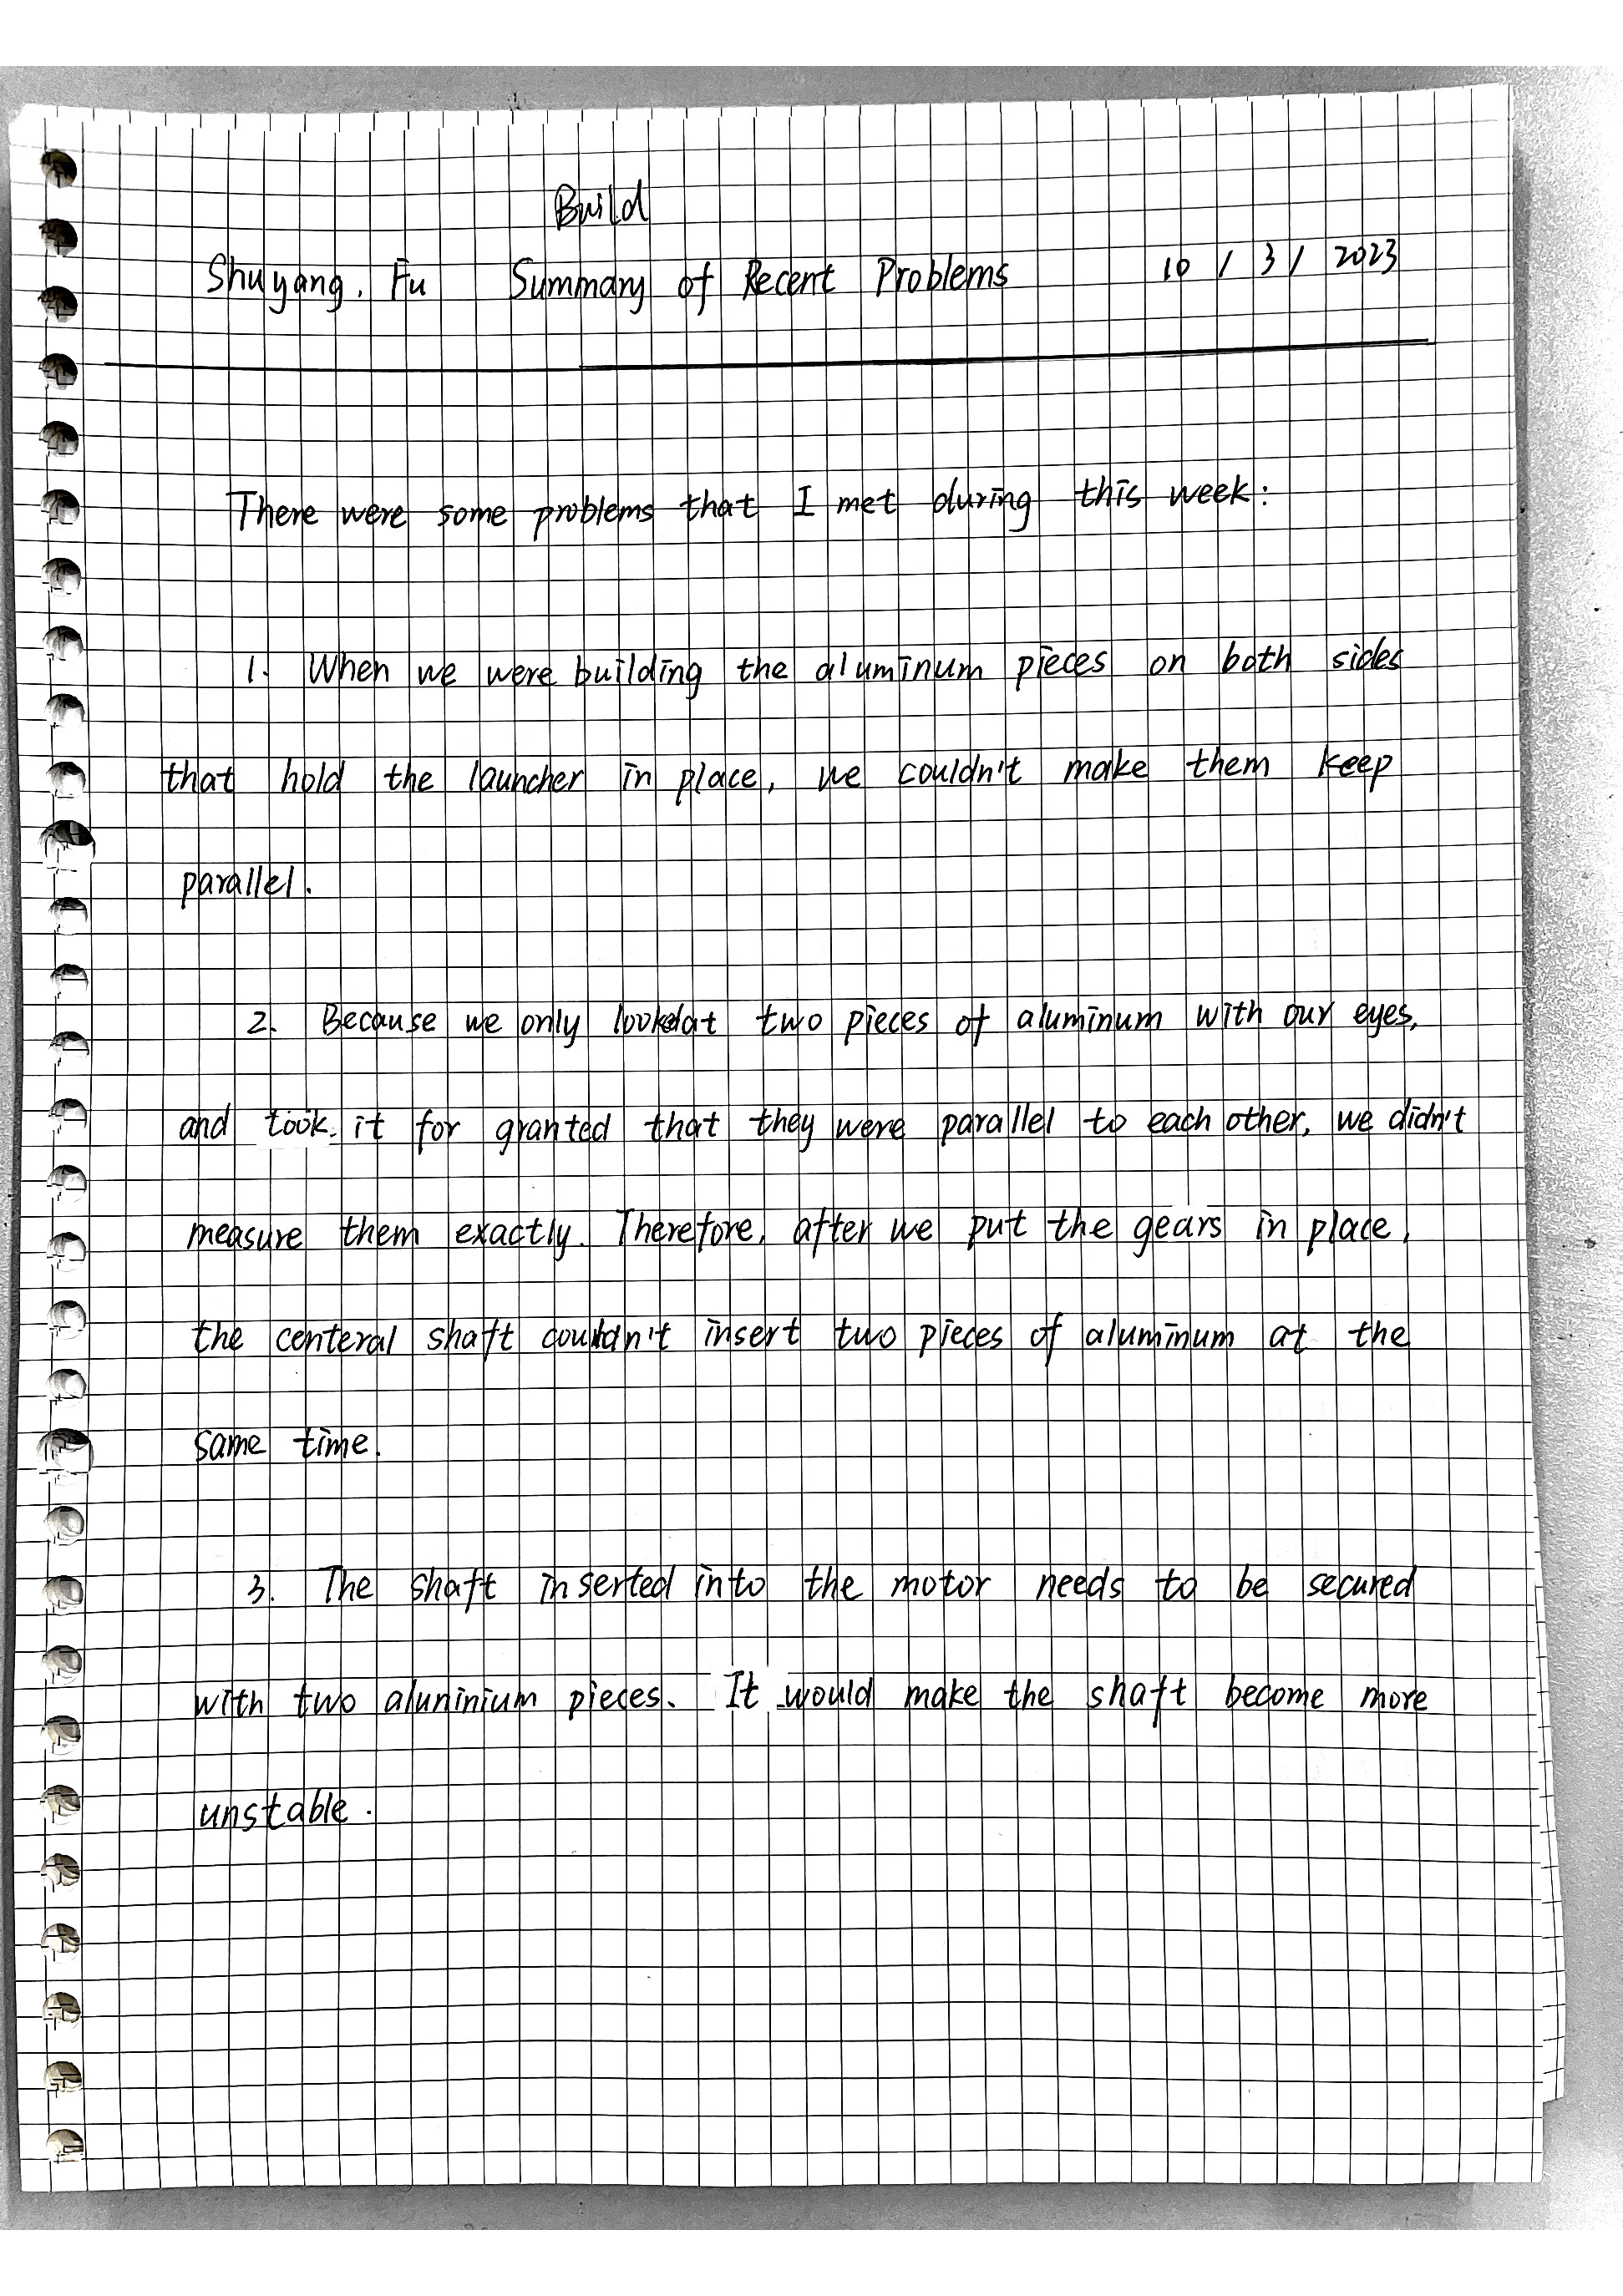 Build
Shuyang. Fu Summary of Recent Problems 10 / 3 / 2023
There were some problems that I met during this week:
1. When we were building the aluminum pieces on both sides
that hold the launcher in place, we couldn't make them keep
parallel.
2. Because we only looked at two pieces of aluminum with our eyes,
and took it for granted that they were parallel to each other, we didn't
measure them exactly. Therefore, after we put the gears in place,
the centeral shaft couldn't insert two pieces of aluminum at the
same time.
3. The shaft inserted into the motor needs to be secured
with two aluninium pieces. It would make the shaft become more
unstable.